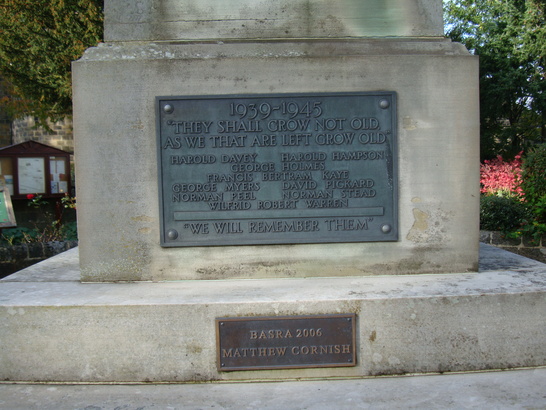 1939-1945
"THEY SHALL GROW NOT OLD
AS WE THAT ARE LEFT GROW OLD"
HAROLD DAVEY HAROLD HAMPSON
GEORGE HOLMES
FRANCIS BERTRAM KAYE
GEORGE MYERS DAVID PICKARD
NORMAN PEEL NORMAN STEAD
WILFRID ROBERT WARREN
"WE WILL REMEMBER THEM"
BASRA 2006
MATTHEW CORNISH